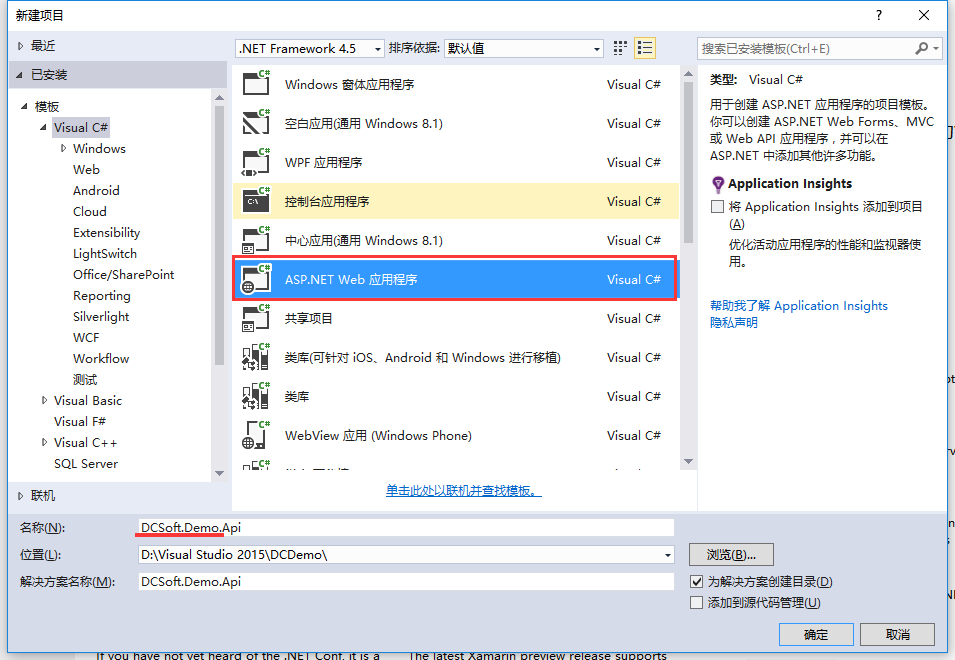 新建项目
?
最近
.NET Framework 4.5
排序依据:
默认值
搜索已安装模板(Ctrl+E)
已安装
模板
Visual C#
Windows
Web
Android
Cloud
Extensibility
LightSwitch
Office/SharePoint
Reporting
Silverlight
WCF
Workflow
测试
Visual Basic
Visual F#
Visual C++
SQL Server
联机
Windows 窗体应用程序 Visual C#
空白应用(通用 Windows 8.1) Visual C#
WPF 应用程序 Visual C#
控制台应用程序 Visual C#
中心应用(通用 Windows 8.1) Visual C#
ASP.NET Web 应用程序 Visual C#
共享项目 Visual C#
类库(可针对 iOS、Android 和 Windows 进行移植) Visual C#
类库 Visual C#
WebView 应用 (Windows Phone) Visual C#
单击此处以联机并查找模板。
类型: Visual C#
用于创建 ASP.NET 应用程序的项目模板。
你可以创建 ASP.NET Web Forms、MVC
或 Web API 应用程序，并可以在
ASP.NET 中添加其他许多功能。
Application Insights
将 Application Insights 添加到项目
(A)
优化活动应用程序的性能和监视器使
用。
帮助我了解 Application Insights
隐私声明
名称(N): DCSoft.Demo.Api
位置(L): D:\Visual Studio 2015\DCDemo\
浏览(B)...
解决方案名称(M): DCSoft.Demo.Api
为解决方案创建目录(D)
添加到源代码管理(U)
确定
取消
If you have not yet heard of the .NET Conf, it is a
The latest Xamarin preview release supports